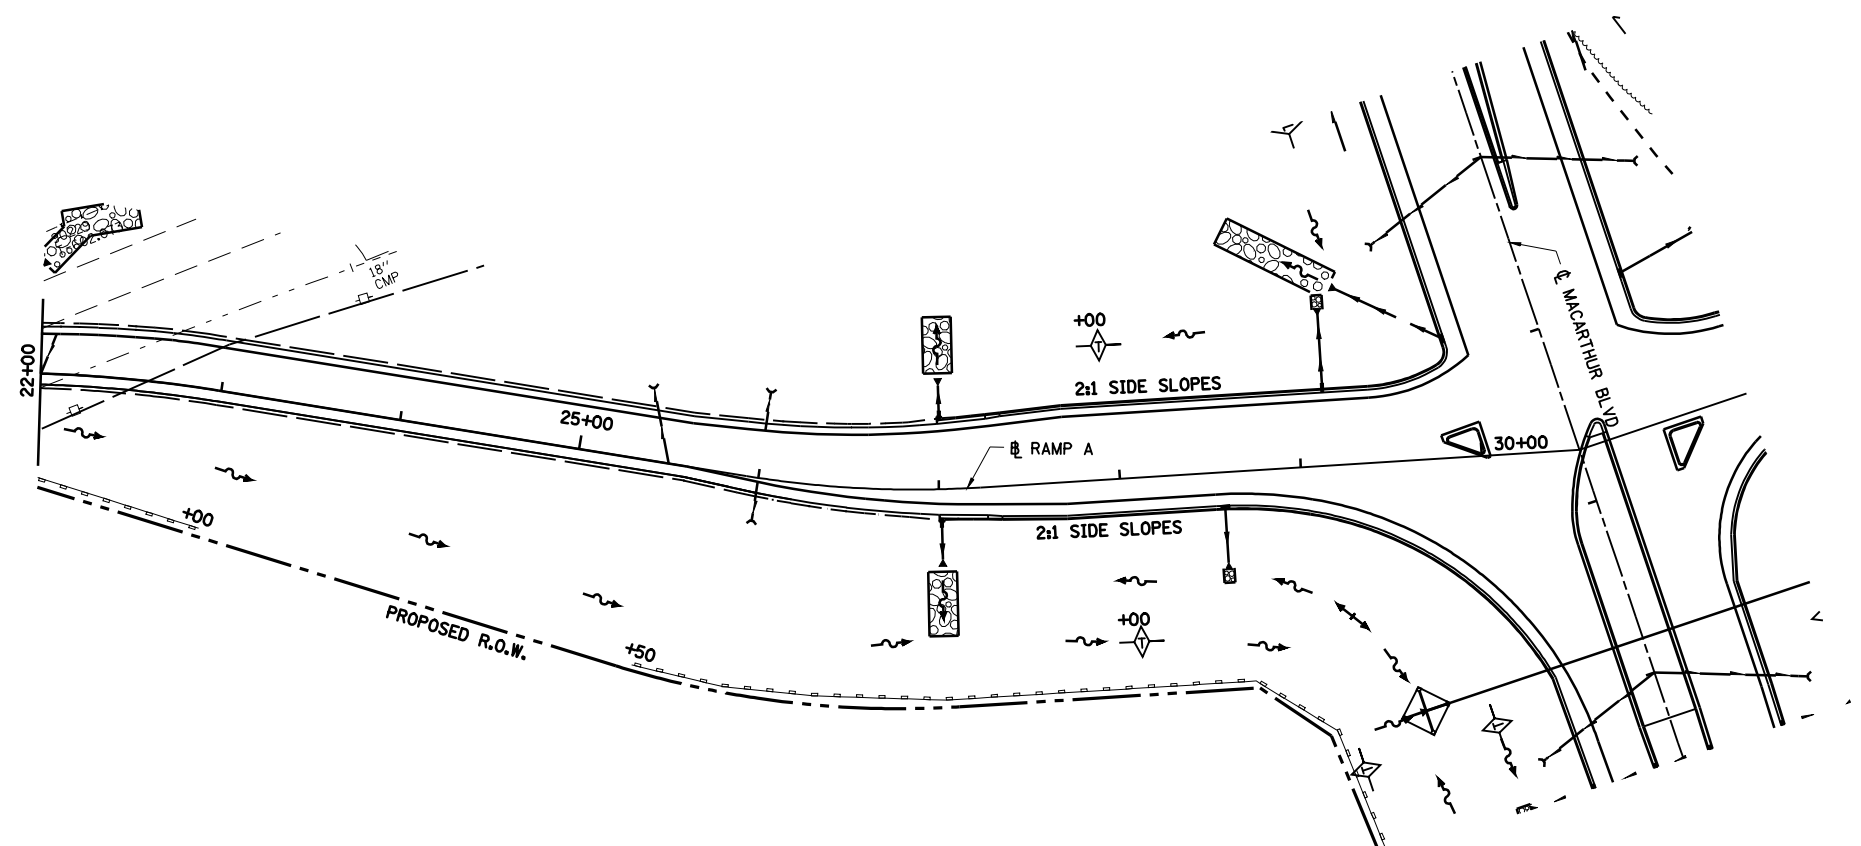 18"
CMP
22+00
25+00
+00
2:1 SIDE SLOPES
℄ MACARTHUR BLVD
30+00
RAMP A
2:1 SIDE SLOPES
+00
PROPOSED R.O.W.
+50
+00
T
T
T
T